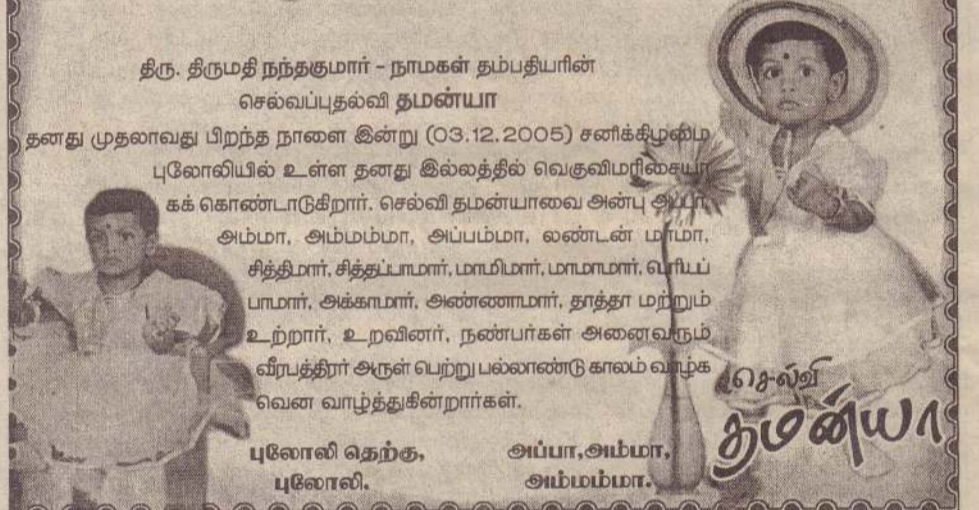 திரு. திருமதி நந்தகுமார் – நாமகள் தம்பதியரின்
செல்வப்புதல்வி தமன்யா
தனது முதலாவது பிறந்த நாளை இன்று (03.12.2005) சனிக்கிழமை
புலோலியில் உள்ள தனது இல்லத்தில் வெகுவிமரிசையா
கக் கொண்டாடுகிறார். செல்வி தமன்யாவை அன்பு அப்பா,
அம்மா, அம்மம்மா, அப்பம்மா, லண்டன் மாமா,
சித்திமார், சித்தப்பாமார், மாமிமார், மாமாமார், பெரியப்
பாமார், அக்காமார், அண்ணாமார், தாத்தா மற்றும்
உற்றார், உறவினர், நண்பர்கள் அனைவரும்
வீரபத்திரர் அருள் பெற்று பல்லாண்டு காலம் வாழ்க
வென வாழ்த்துகின்றார்கள்.
புலோலி தெற்கு,
புலோலி.
அப்பா,அம்மா,
அம்மம்மா.
செல்வி
தமன்யா